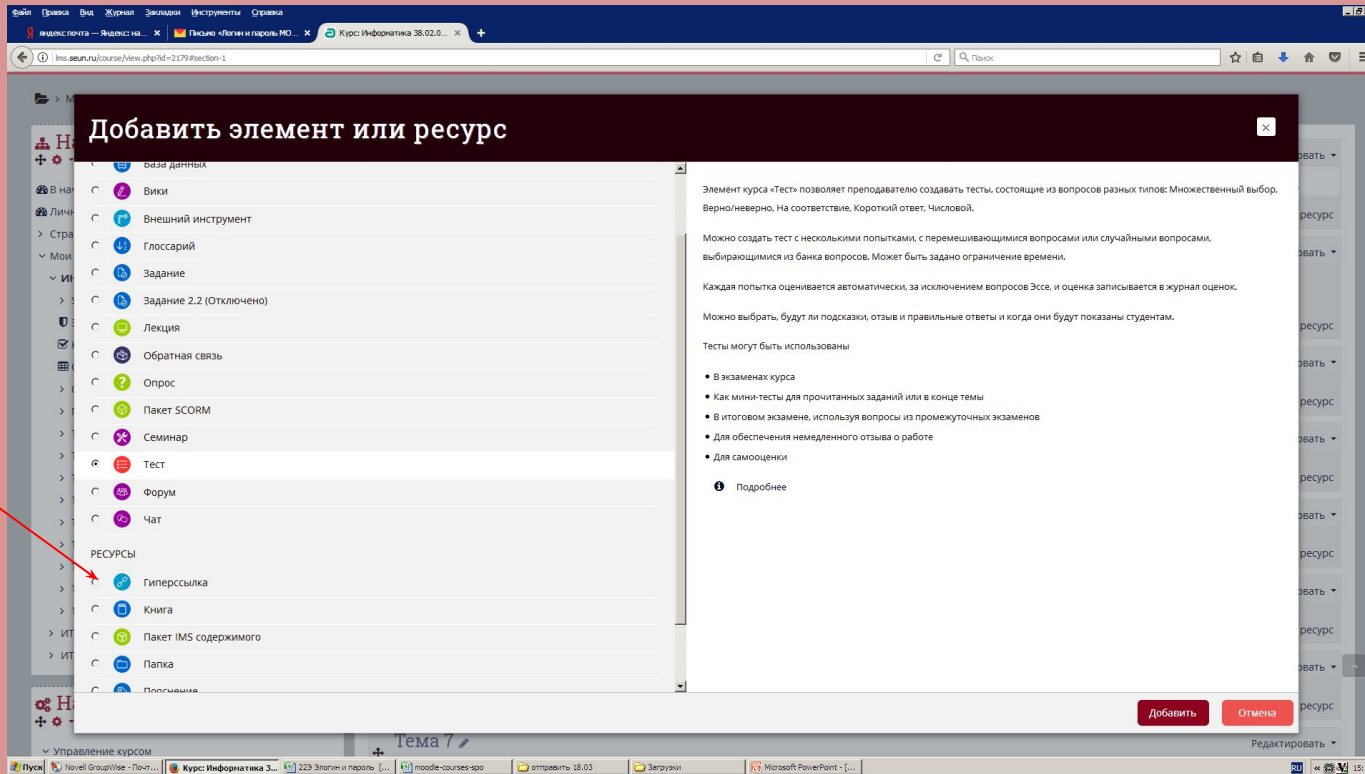 Файл Правка Вид Журнал Закладки Инструменты Справка
яндекс почта — Яндекс: на... Письмо «Логин и пароль МО... Курс: Информатика 38.02.0...
lms.seun.ru/course/view.php?id=2179#section-1
Поиск
Добавить элемент или ресурс
База данных
Вики
Внешний инструмент
Глоссарий
Задание
Задание 2.2 (Отключено)
Лекция
Обратная связь
Опрос
Пакет SCORM
Семинар
Тест
Форум
Чат
РЕСУРСЫ
Гиперссылка
Книга
Пакет IMS содержимого
Папка
Пояснение
Элемент курса «Тест» позволяет преподавателю создавать тесты, состоящие из вопросов разных типов: Множественный выбор,
Верно/неверно, На соответствие, Короткий ответ, Числовой.
Можно создать тест с несколькими попытками, с перемешивающимися вопросами или случайными вопросами,
выбирающимися из банка вопросов. Может быть задано ограничение времени.
Каждая попытка оценивается автоматически, за исключением вопросов Эссе, и оценка записывается в журнал оценок.
Можно выбрать, будут ли подсказки, отзыв и правильные ответы и когда они будут показаны студентам.
Тесты могут быть использованы
В экзаменах курса
Как мини-тесты для прочитанных заданий или в конце темы
В итоговом экзамене, используя вопросы из промежуточных экзаменов
Для обеспечения немедленного отзыва о работе
Для самооценки
Подробнее
Добавить Отмена
Тема 7
Редактировать
Управление курсом
Пуск Novell GroupWise - Почт... Курс: Информатика 3... 22Э Элогин и пароль [... moodle-courses-spo отправить 18.03 Загрузки Microsoft PowerPoint - [... RU 15: